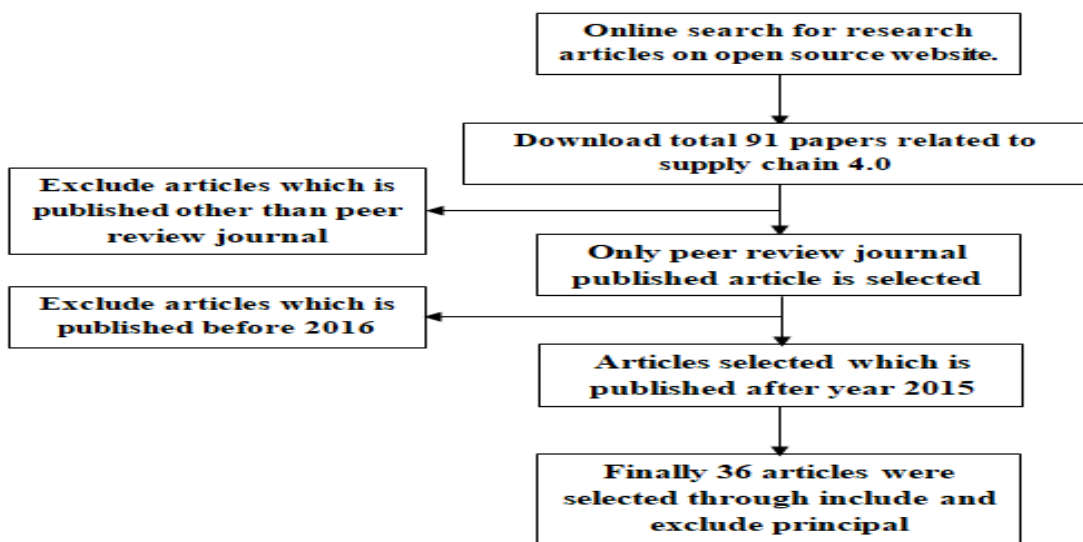 Online search for research
articles on open source website.
Download total 91 papers related to
supply chain 4.0
Exclude articles which is
published other than peer
review journal
Only peer review journal
published article is selected
Exclude articles which is
published before 2016
Articles selected which is
published after year 2015
Finally 36 articles were
selected through include and
exclude principal